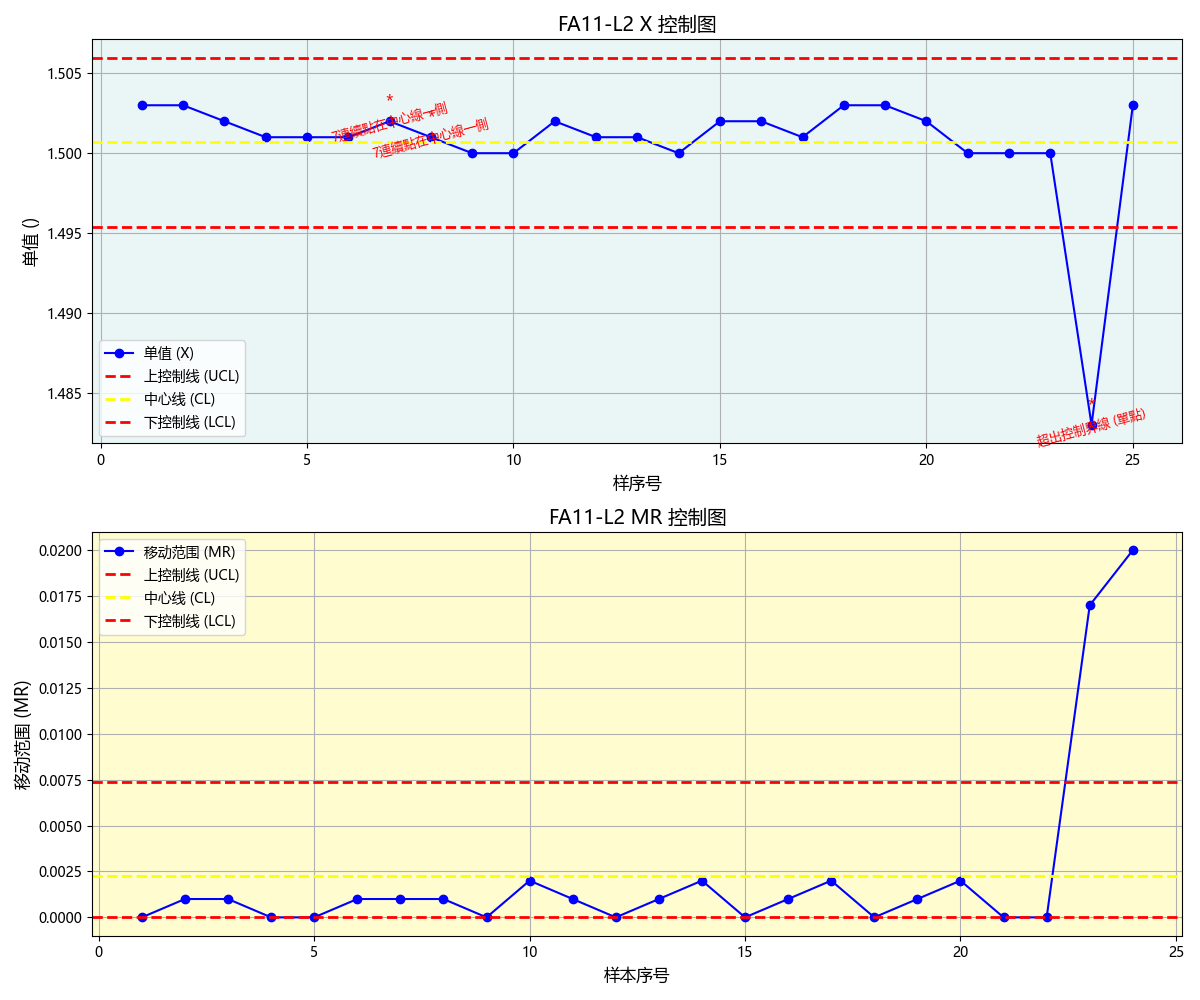 FA11-L2 X 控制图
1.505
1.500
1.495
1.490
1.485
单值 ()
*
7連續點在中心線一側
*
7連續點在中心線一側
*
超出控制界線 (單點)
单值 (X)
上控制线 (UCL)
中心线 (CL)
下控制线 (LCL)
0 5 10 15 20 25
样序号
FA11-L2 MR 控制图
0.0200
0.0175
0.0150
0.0125
0.0100
0.0075
0.0050
0.0025
0.0000
移动范围 (MR)
移动范围 (MR)
上控制线 (UCL)
中心线 (CL)
下控制线 (LCL)
0 5 10 15 20 25
样本序号